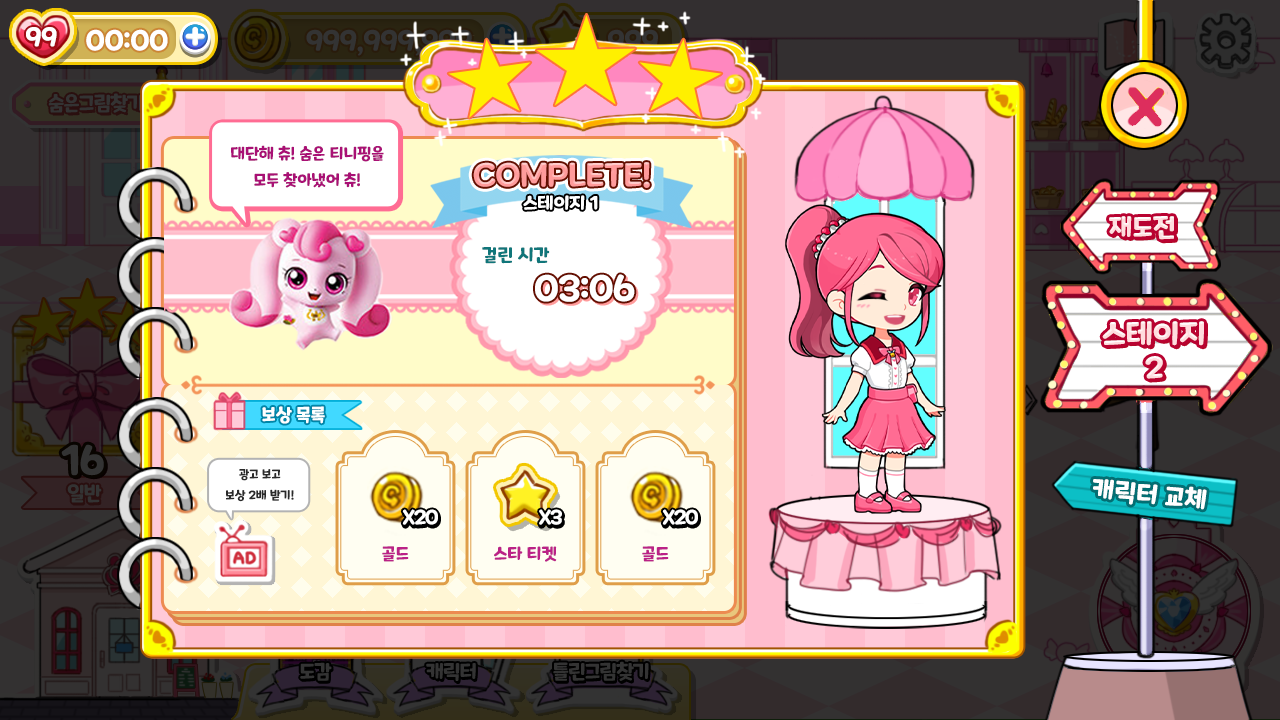 99
00:00
숨은그림찾기
대단해 츄! 숨은 티니핑을
모두 찾아냈어 츄!
COMPLETE!
스테이지 1
걸린 시간
03:06
보상 목록
광고 보고
보상 2배 받기!
AD
X20
골드
X3
스타 티켓
X20
골드
재도전
스테이지
2
캐릭터 교체
16
일반
도감
캐릭터
틀린그림찾기